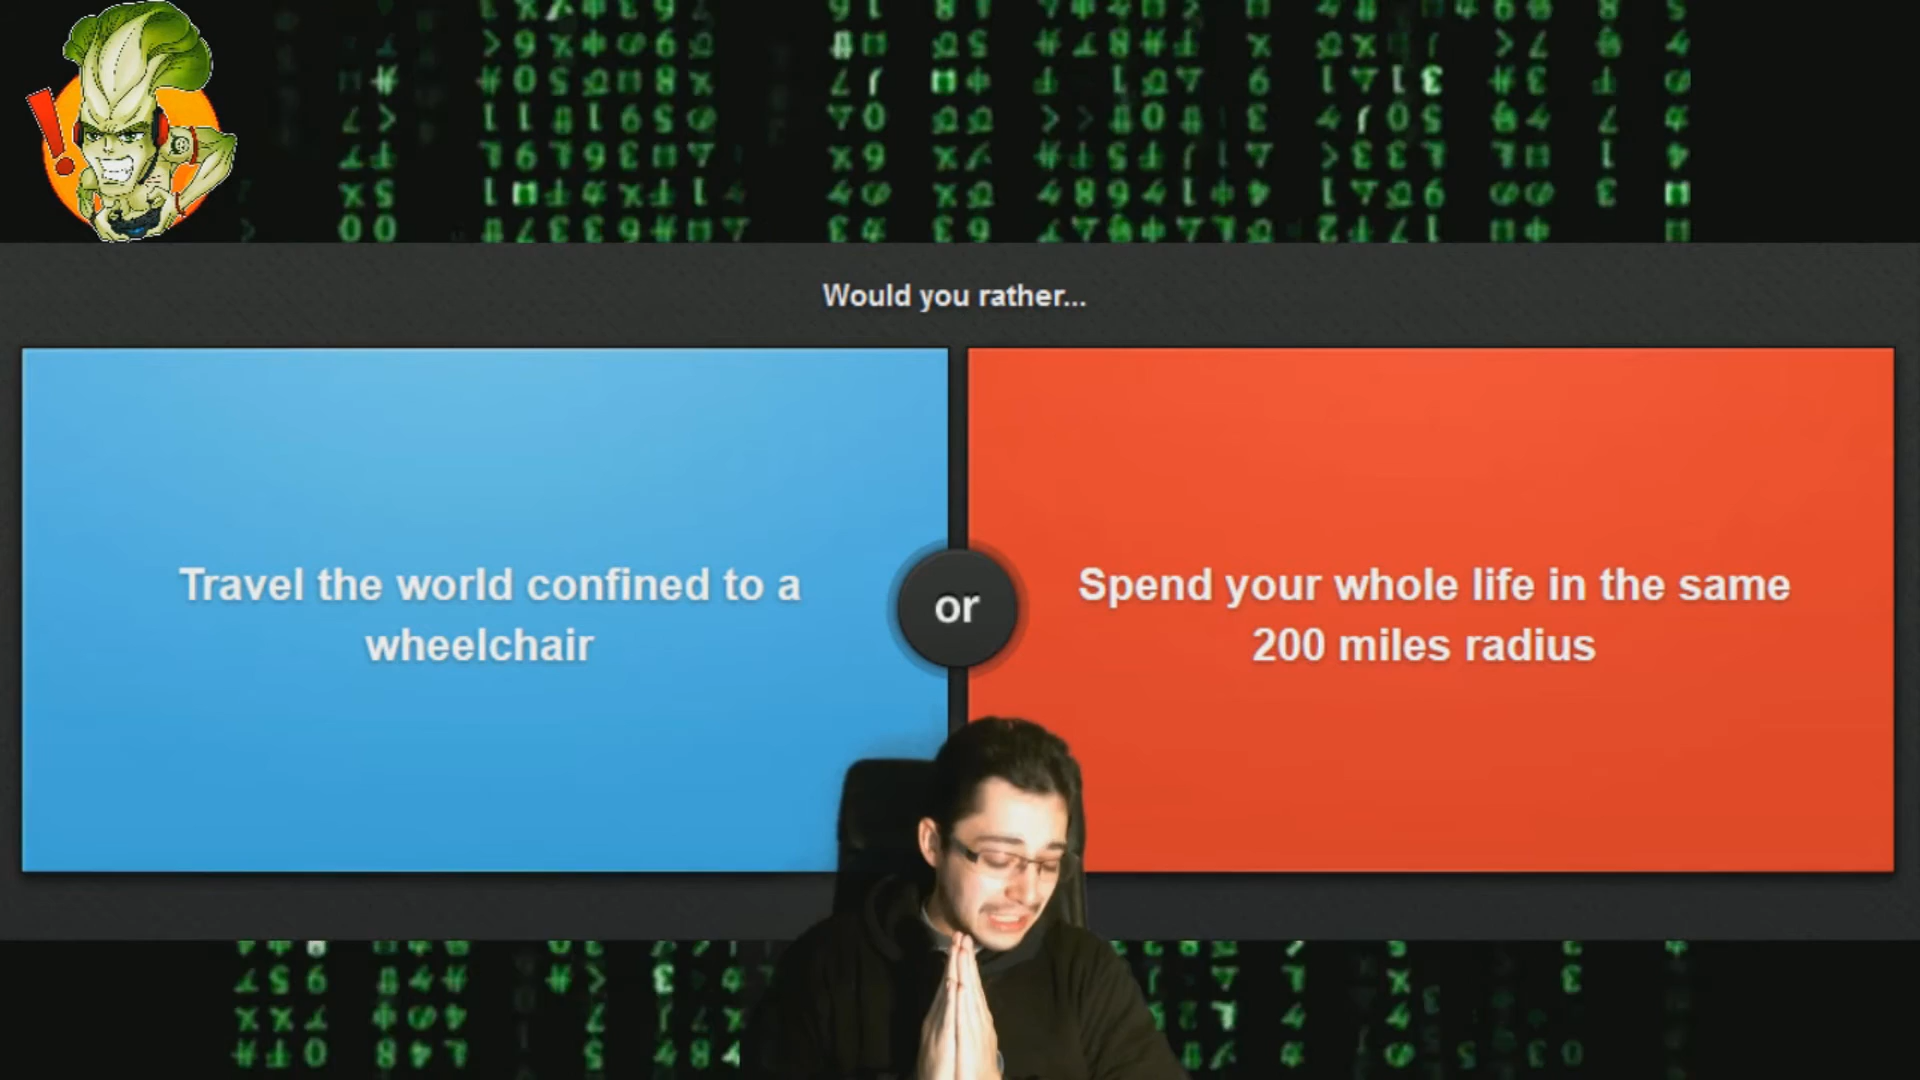 Would you rather...
Travel the world confined to a
wheelchair
or
Spend your whole life in the same
200 miles radius